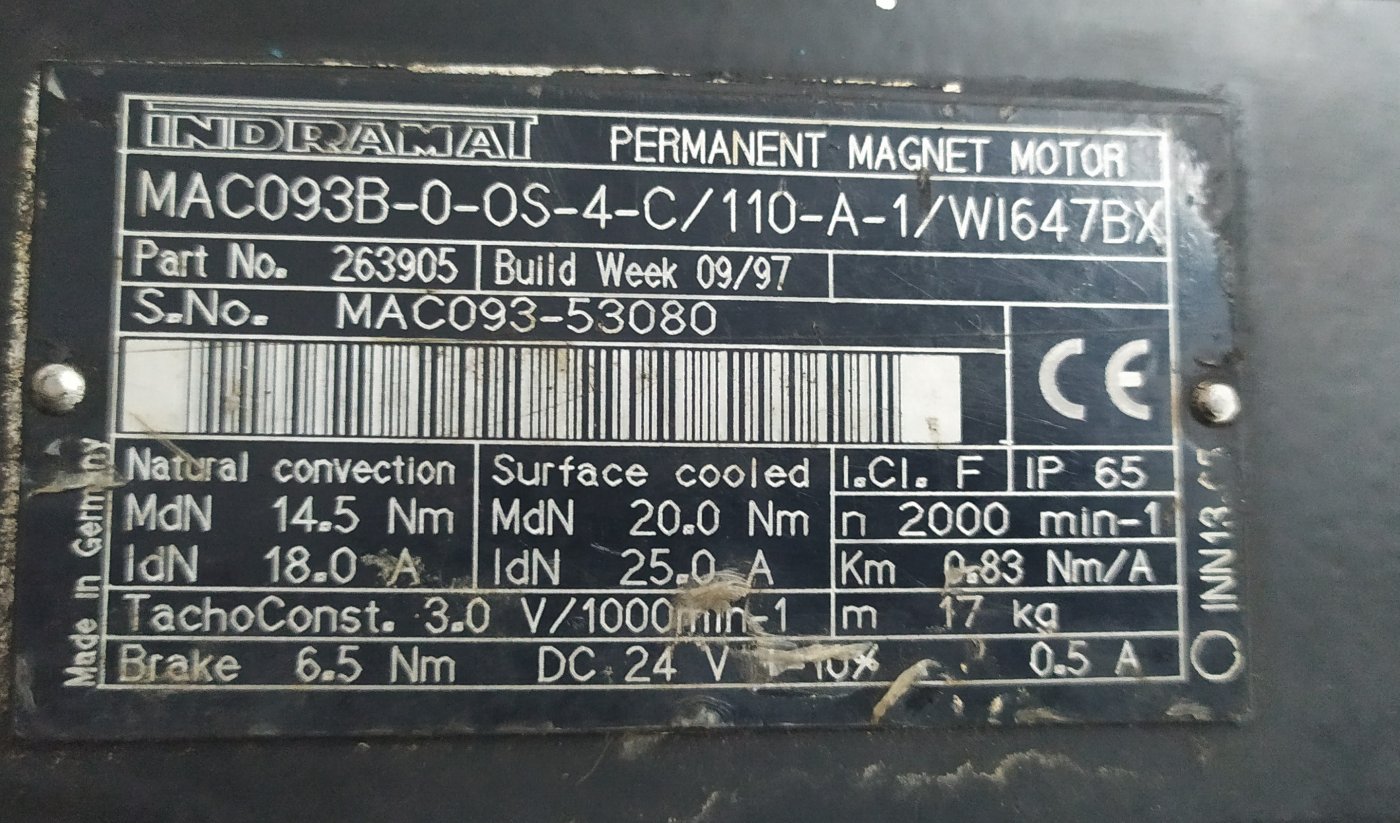 INDRAMAT PERMANENT MAGNET MOTOR
MAC093B-0-OS-4-C/110-A-1/WI647BX
Part No. 263905 Build Week 09/97
S.No. MAC093-53080
CE
Natural convection Surface cooled I.Cl. F IP 65
MdN 14.5 Nm MdN 20.0 Nm n 2000 min-1
IdN 18.0 A IdN 25.0 A Km 0.83 Nm/A
TachoConst. 3.0 V/1000min-1 m 17 kg
Brake 6.5 Nm DC 24 V 10% 0.5 A
Made in Germany